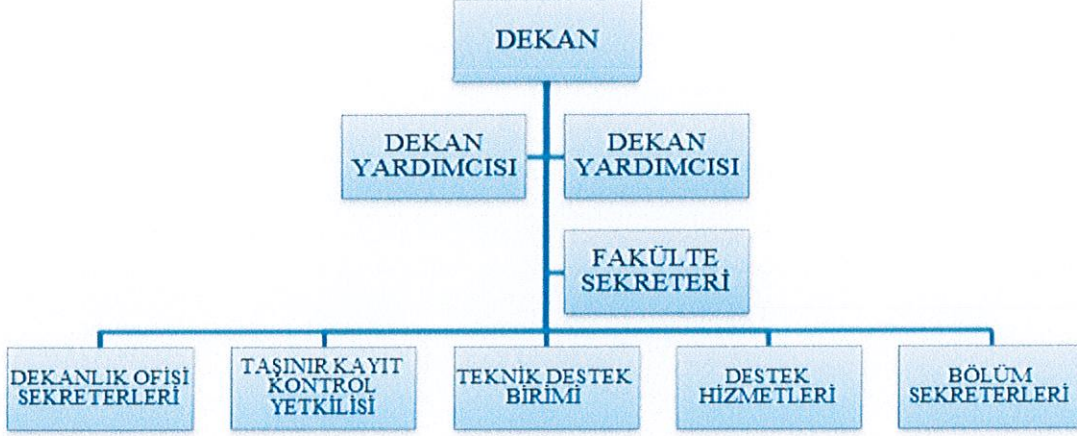 DEKAN
DEKAN
YARDIMCISI
DEKAN
YARDIMCISI
FAKÜLTE
SEKRETERİ
DEKANLIK OFİSİ
SEKRETERLERİ
TAŞINIR KAYIT
KONTROL
YETKİLİSİ
TEKNİK DESTEK
BİRİMİ
DESTEK
HİZMETLERİ
BÖLÜM
SEKRETERLERİ